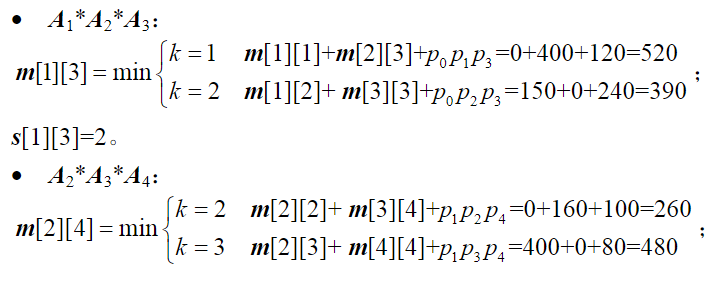 • A₁*A₂*A₃：
k = 1 m[1][1]+m[2][3]+p₀p₁p₃=0+400+120=520
m[1][3] = min{ ；
k = 2 m[1][2]+ m[3][3]+p₀p₂p₃=150+0+240=390
s[1][3]=2。
• A₂*A₃*A₄：
k = 2 m[2][2]+ m[3][4]+p₁p₂p₄=0+160+100=260
m[2][4] = min{ ；
k = 3 m[2][3]+ m[4][4]+p₁p₃p₄=400+0+80=480